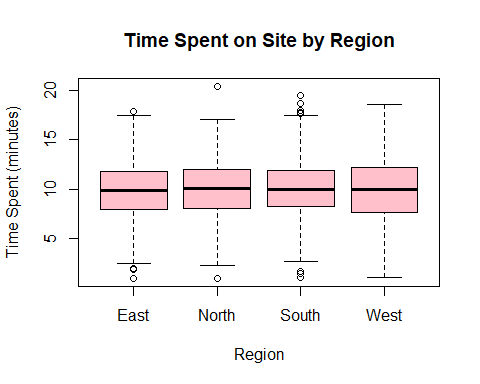 Time Spent on Site by Region
Time Spent (minutes)
20
15
10
5
East North South West
Region